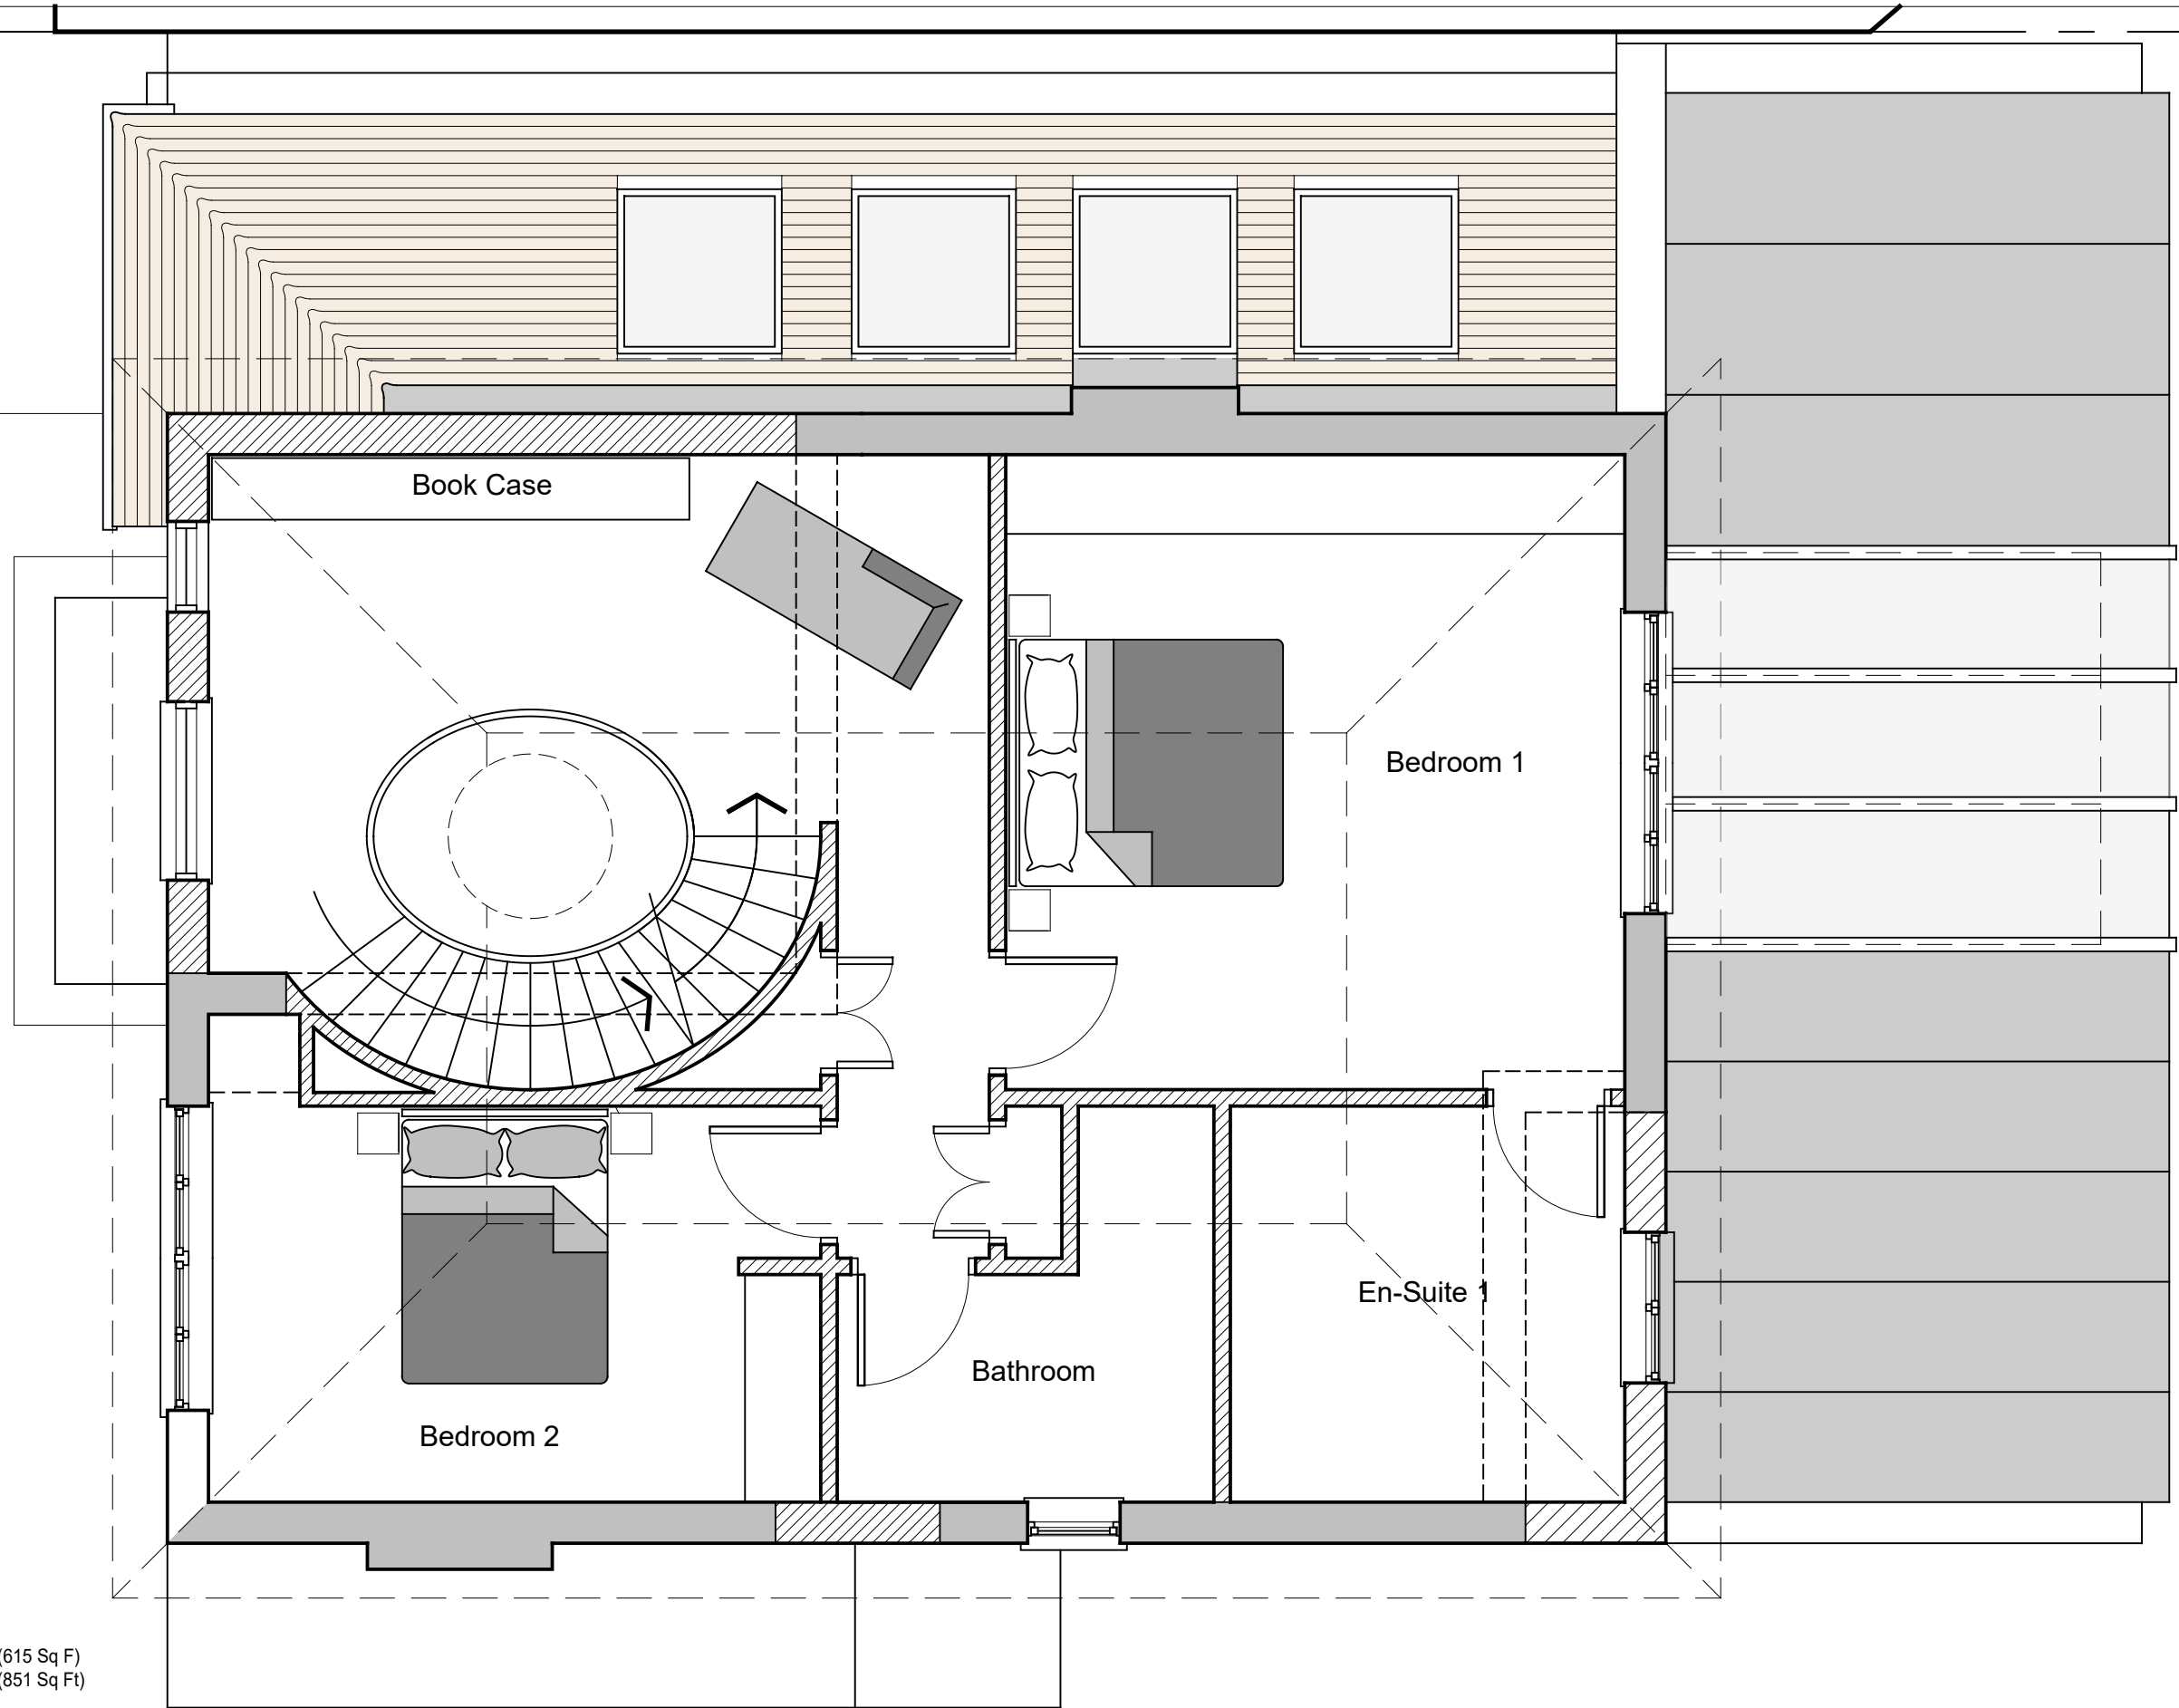 Book Case
Bedroom 1
En-Suite 1
Bathroom
Bedroom 2
(615 Sq F)
(851 Sq Ft)